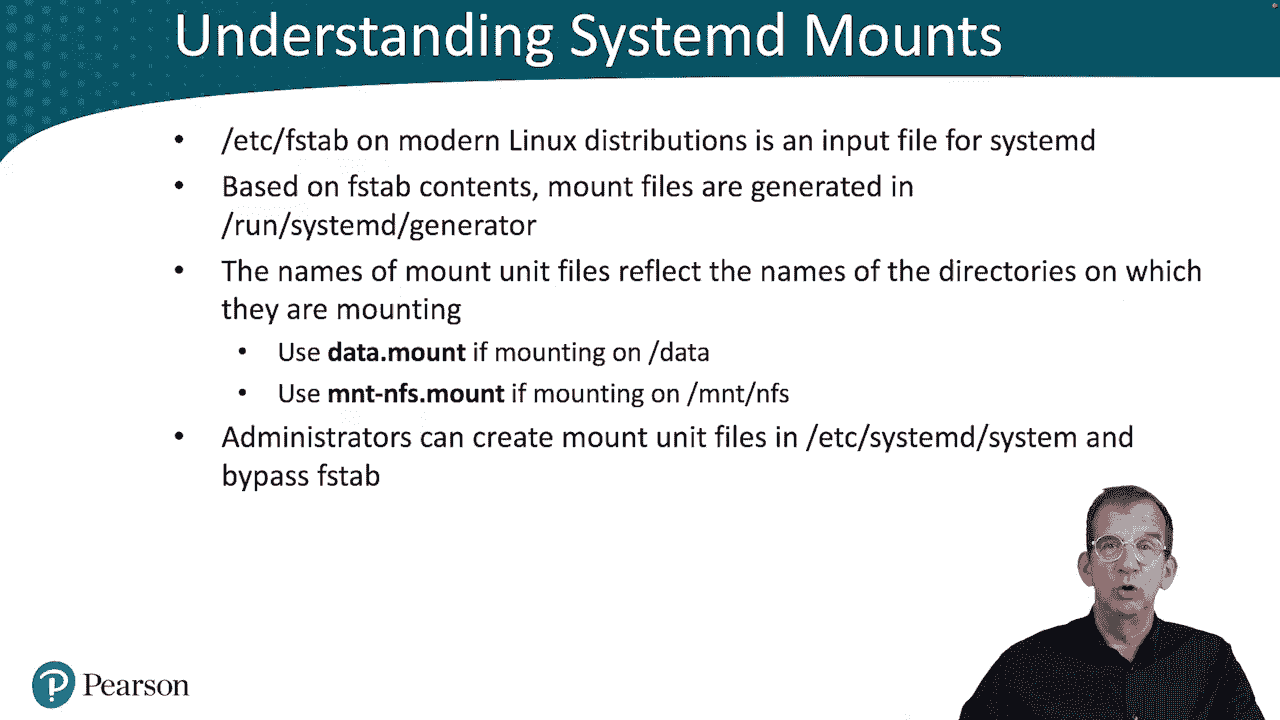 Understanding Systemd Mounts
• /etc/fstab on modern Linux distributions is an input file for systemd
• Based on fstab contents, mount files are generated in
/run/systemd/generator
• The names of mount unit files reflect the names of the directories on which
they are mounting
• Use data.mount if mounting on /data
• Use mnt-nfs.mount if mounting on /mnt/nfs
• Administrators can create mount unit files in /etc/systemd/system and
bypass fstab
Pearson